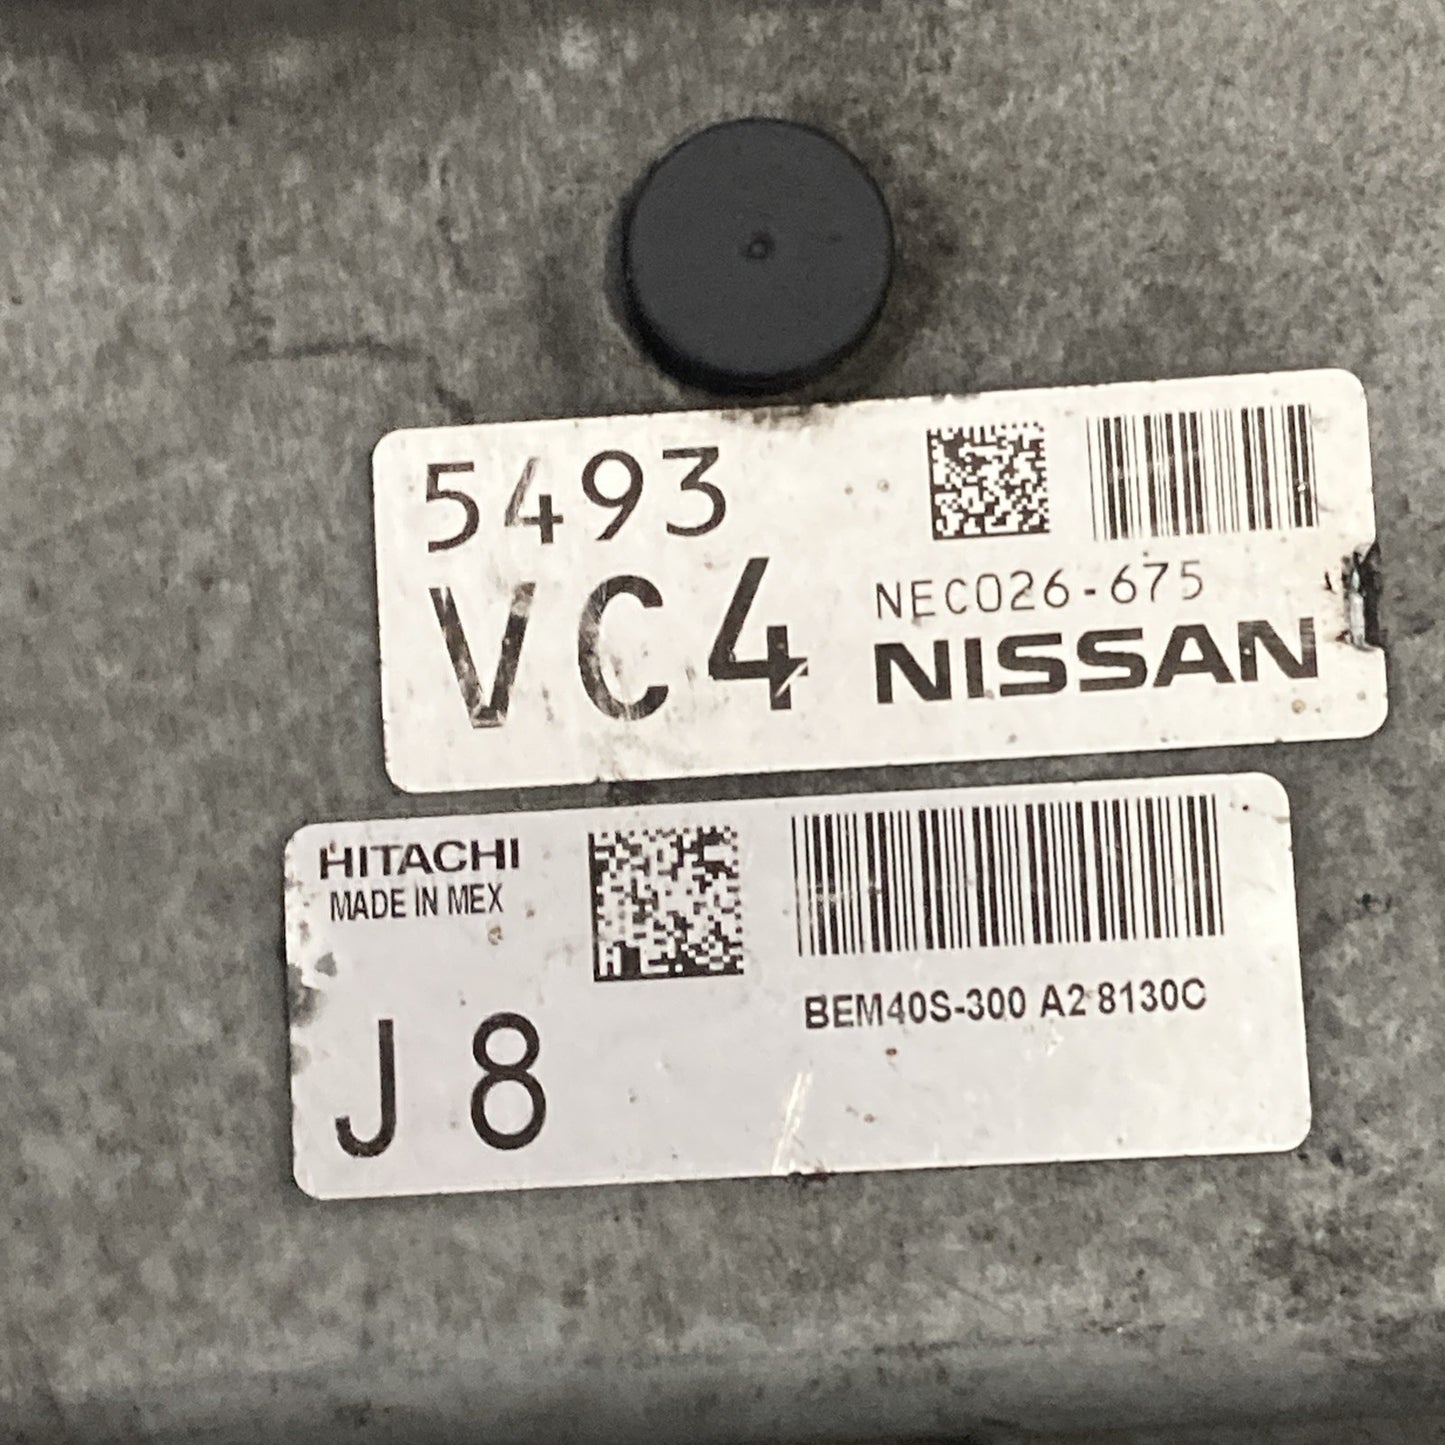 5493
VC4
NEC026-675
NISSAN
HITACHI
MADE IN MEX
BEM40S-300 A2 8130C
J8